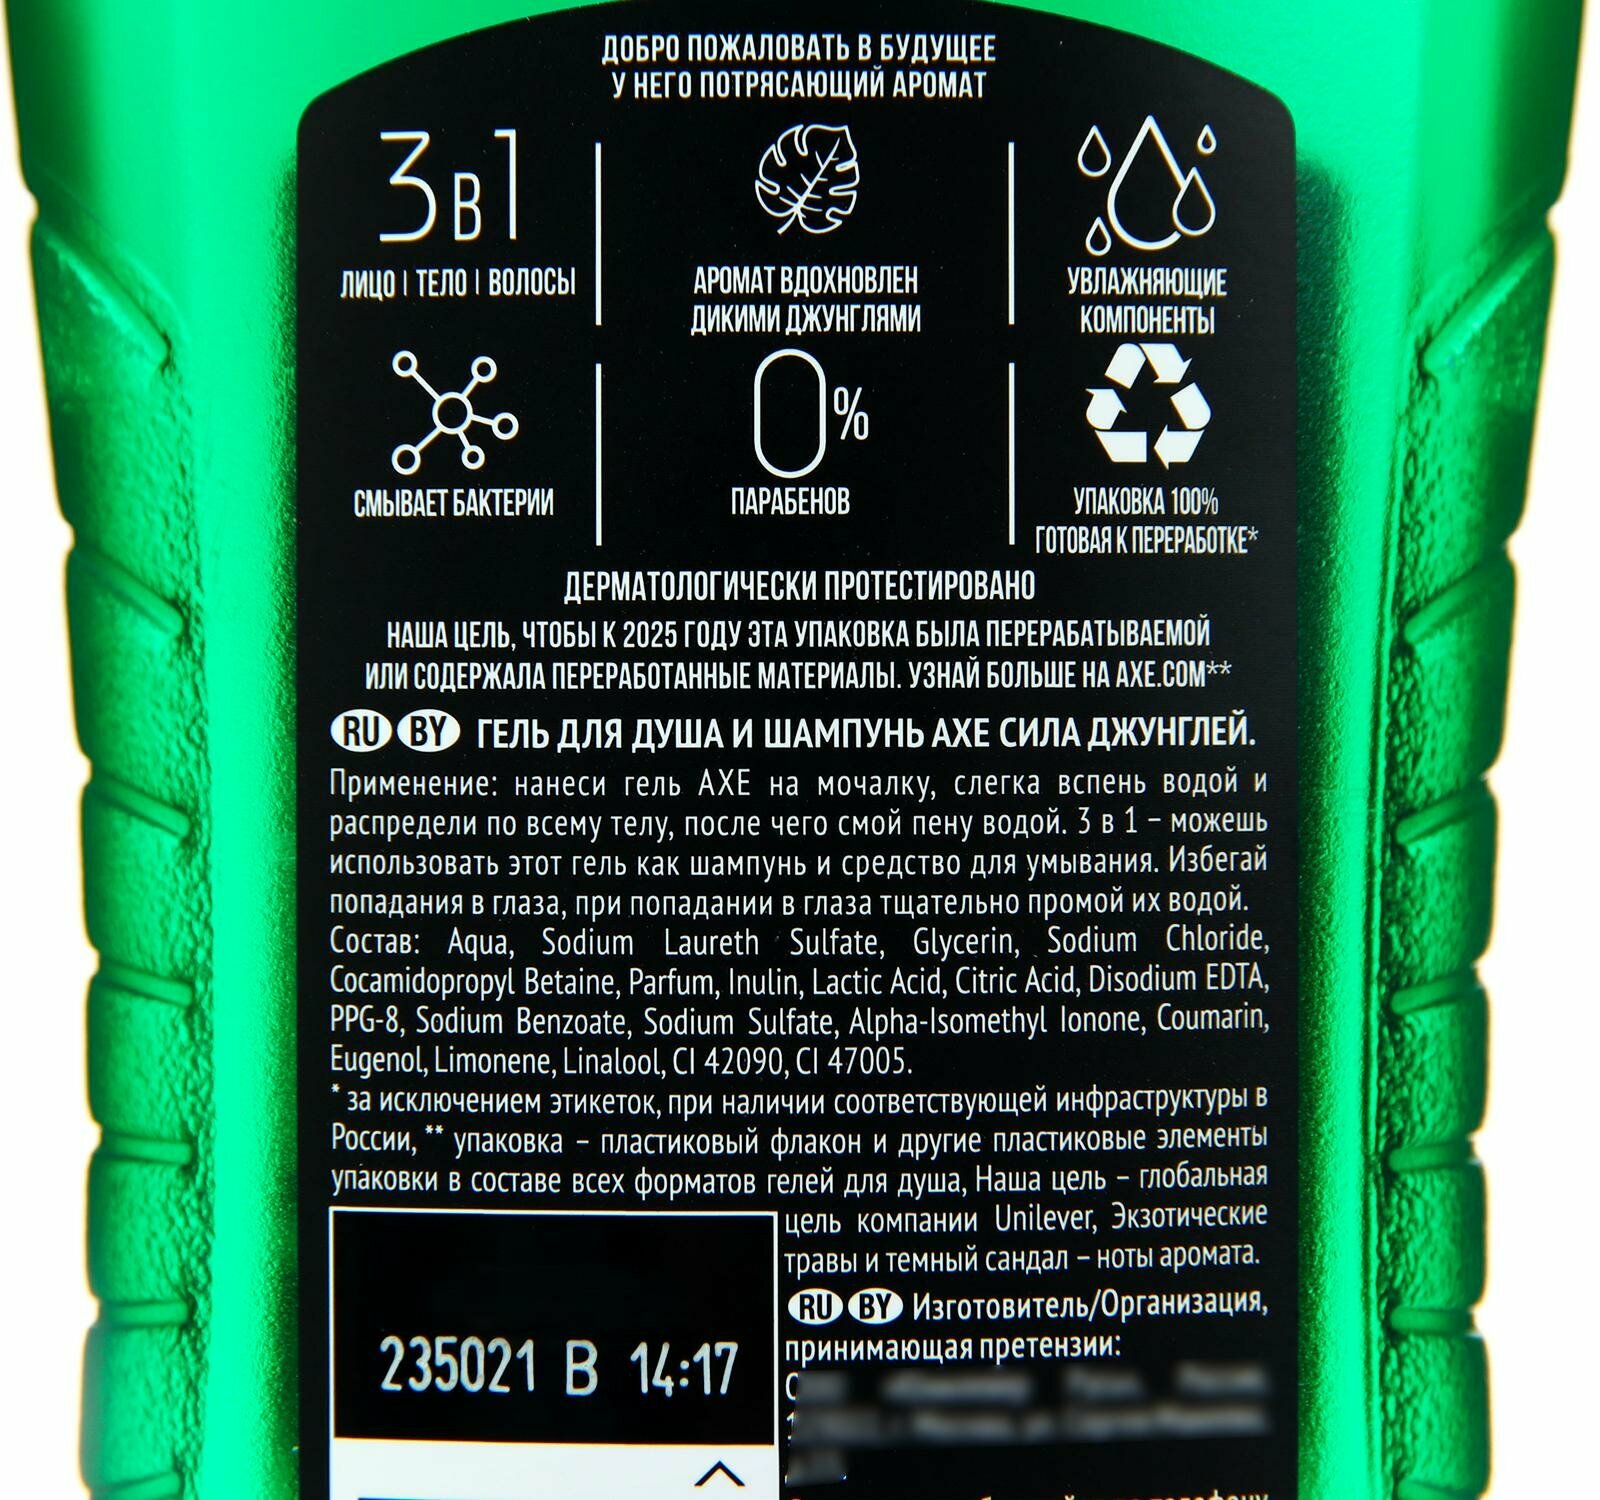 ДОБРО ПОЖАЛОВАТЬ В БУДУЩЕЕ
У НЕГО ПОТРЯСАЮЩИЙ АРОМАТ
3в1
ЛИЦО | ТЕЛО | ВОЛОСЫ
АРОМАТ ВДОХНОВЛЕН
ДИКИМИ ДЖУНГЛЯМИ
УВЛАЖНЯЮЩИЕ
КОМПОНЕНТЫ
СМЫВАЕТ БАКТЕРИИ
0%
ПАРАБЕНОВ
УПАКОВКА 100%
ГОТОВАЯ К ПЕРЕРАБОТКЕ*
ДЕРМАТОЛОГИЧЕСКИ ПРОТЕСТИРОВАНО
НАША ЦЕЛЬ, ЧТОБЫ К 2025 ГОДУ ЭТА УПАКОВКА БЫЛА ПЕРЕРАБАТЫВАЕМОЙ
ИЛИ СОДЕРЖАЛА ПЕРЕРАБОТАННЫЕ МАТЕРИАЛЫ. УЗНАЙ БОЛЬШЕ НА AXE.COM**
RU BY ГЕЛЬ ДЛЯ ДУША И ШАМПУНЬ AXE СИЛА ДЖУНГЛЕЙ.
Применение: нанеси гель AXE на мочалку, слегка вспень водой и
распредели по всему телу, после чего смой пену водой. 3 в 1 – можешь
использовать этот гель как шампунь и средство для умывания. Избегай
попадания в глаза, при попадании в глаза тщательно промой их водой.
Состав: Aqua, Sodium Laureth Sulfate, Glycerin, Sodium Chloride,
Cocamidopropyl Betaine, Parfum, Inulin, Lactic Acid, Citric Acid, Disodium EDTA,
PPG-8, Sodium Benzoate, Sodium Sulfate, Alpha-Isomethyl Ionone, Coumarin,
Eugenol, Limonene, Linalool, CI 42090, CI 47005.
* за исключением этикеток, при наличии соответствующей инфраструктуры в
России, ** упаковка – пластиковый флакон и другие пластиковые элементы
упаковки в составе всех форматов гелей для душа, Наша цель – глобальная
цель компании Unilever, Экзотические
травы и темный сандал – ноты аромата.
RU BY Изготовитель/Организация,
принимающая претензии:
235021 B 14:17